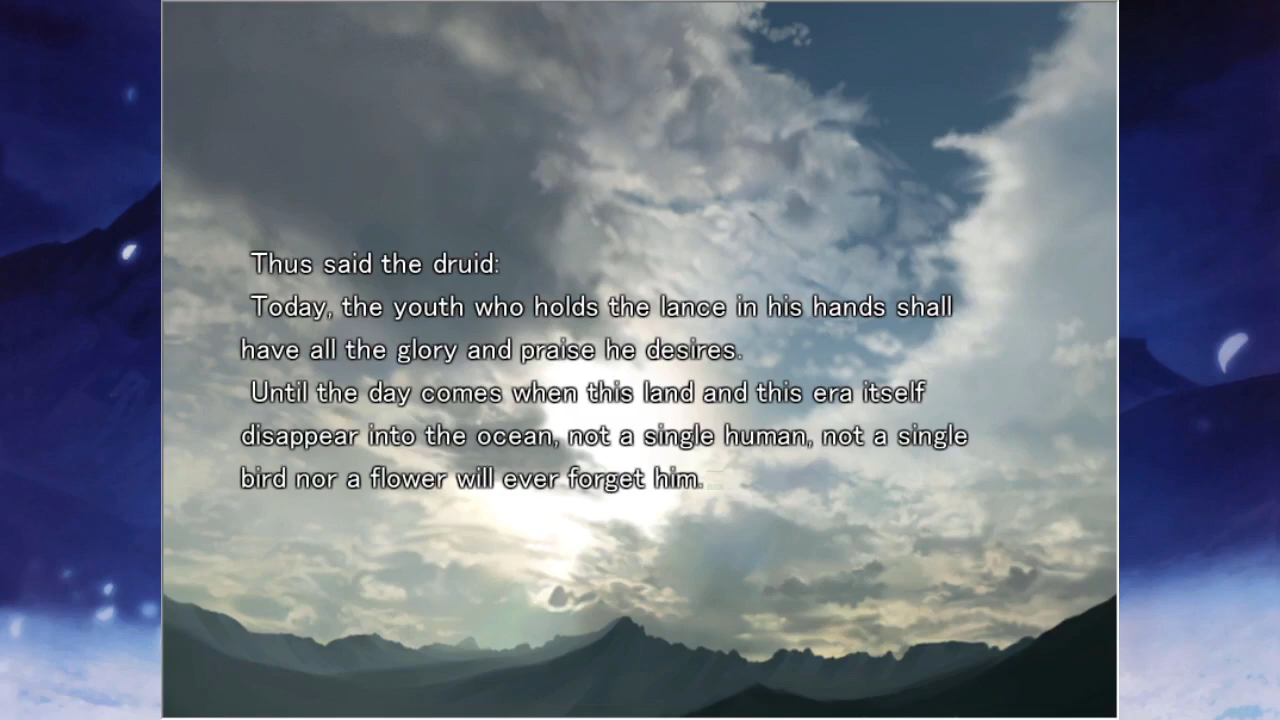 Thus said the druid:
Today, the youth who holds the lance in his hands shall
have all the glory and praise he desires.
Until the day comes when this land and this era itself
disappear into the ocean, not a single human, not a single
bird nor a flower will ever forget him.